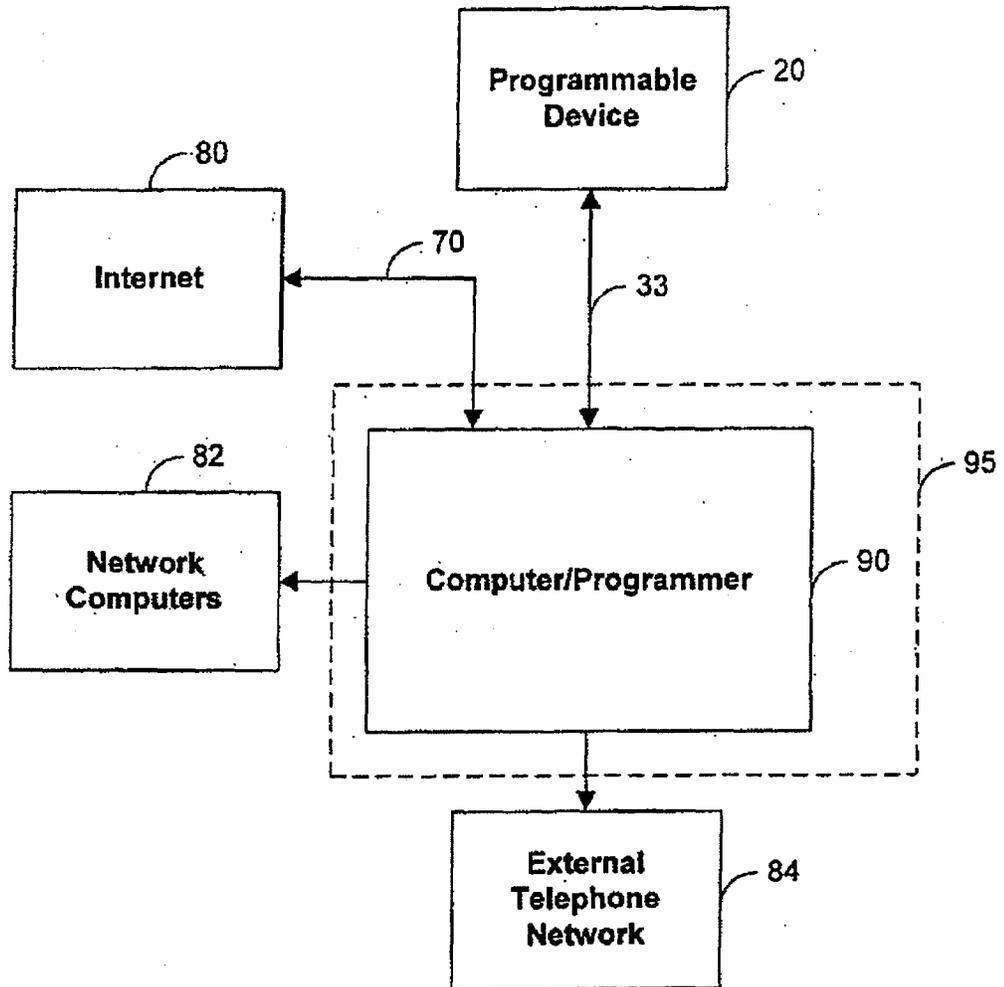 Programmable
Device
20
80
Internet
70
33
82
Network
Computers
95
Computer/Programmer
90
External
Telephone
Network
84